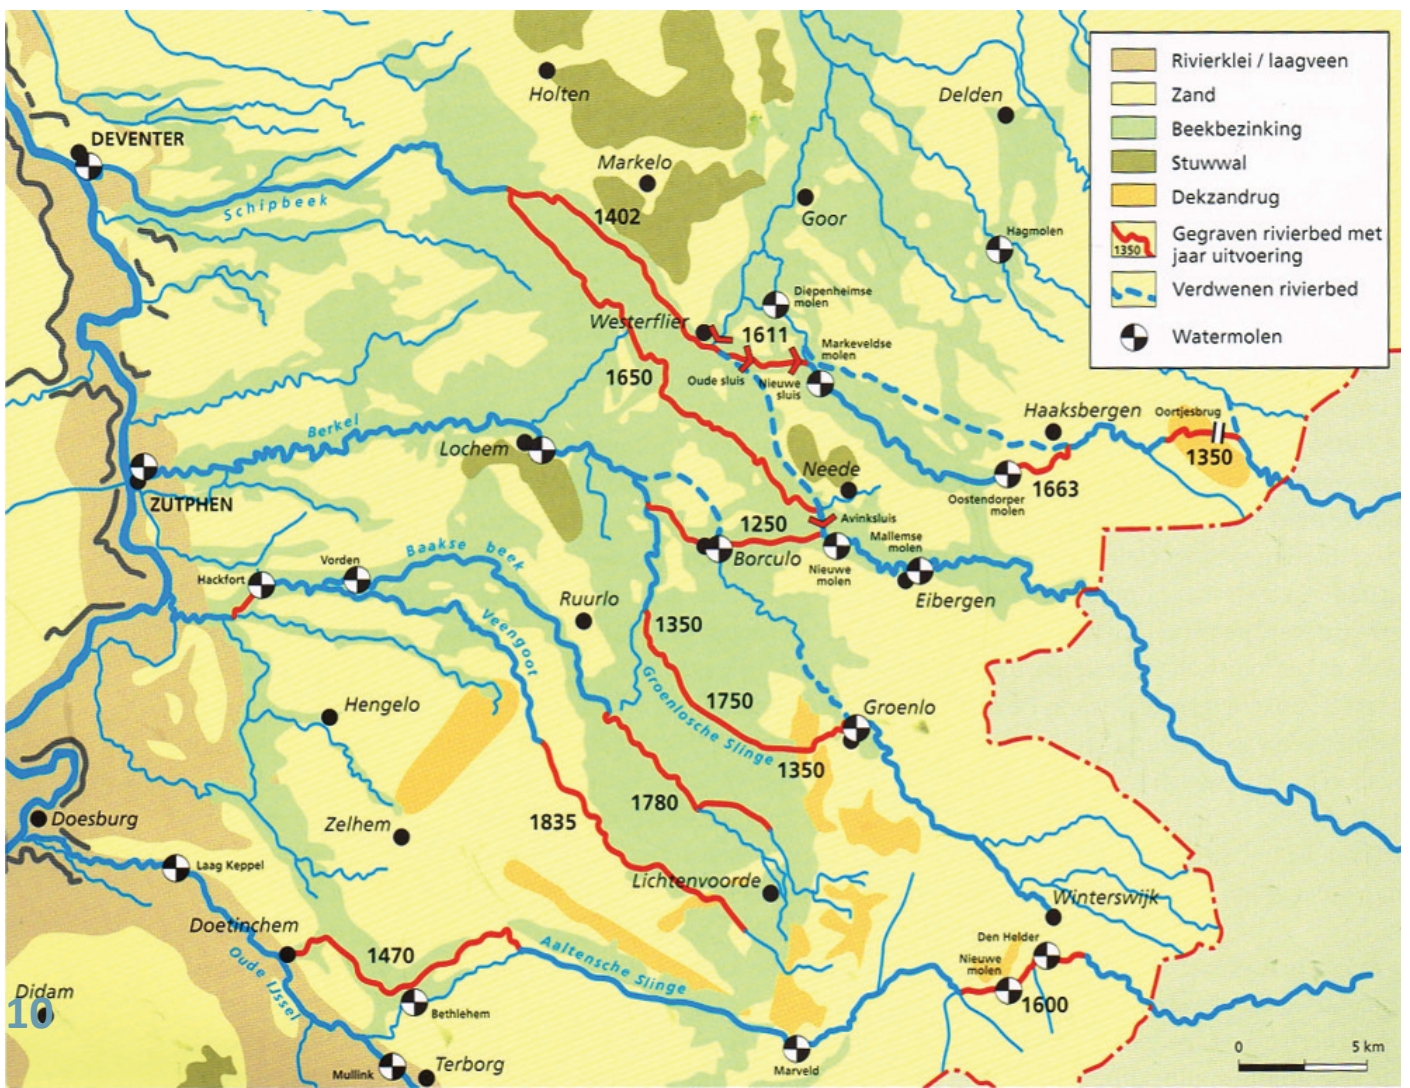 Rivierklei / laagveen
Zand
Beekbezinking
Stuwwal
Dekzandrug
1350
Gegraven rivierbed met
jaar uitvoering
Verdwenen rivierbed
Watermolen
Holten
Delden
DEVENTER
Markelo
Schipbeek
1402
Goor
Hagmolen
Diepenheimse
molen
Westerflier
1611
Markeveldse
molen
1650
Oude sluis
Nieuwe
sluis
Haaksbergen
Oortjesbrug
Berkel
Lochem
1350
Neede
1663
Oostendorper
molen
ZUTPHEN
1250
Avinksluis
Mallemse
molen
Baakse beek
Vorden
Borculo
Nieuwe
molen
Hackfort
Eibergen
Ruurlo
Veengoot
1350
Groenlosche Slinge
1750
Hengelo
Groenlo
1350
1780
Doesburg
Zelhem
1835
Laag Keppel
Lichtenvoorde
Winterswijk
Doetinchem
Den Helder
1470
Aaltensche Slinge
Nieuwe
molen
Oude IJssel
1600
Didam
10
Bethlehem
Terborg
Mullink
Marveld
0 5 km